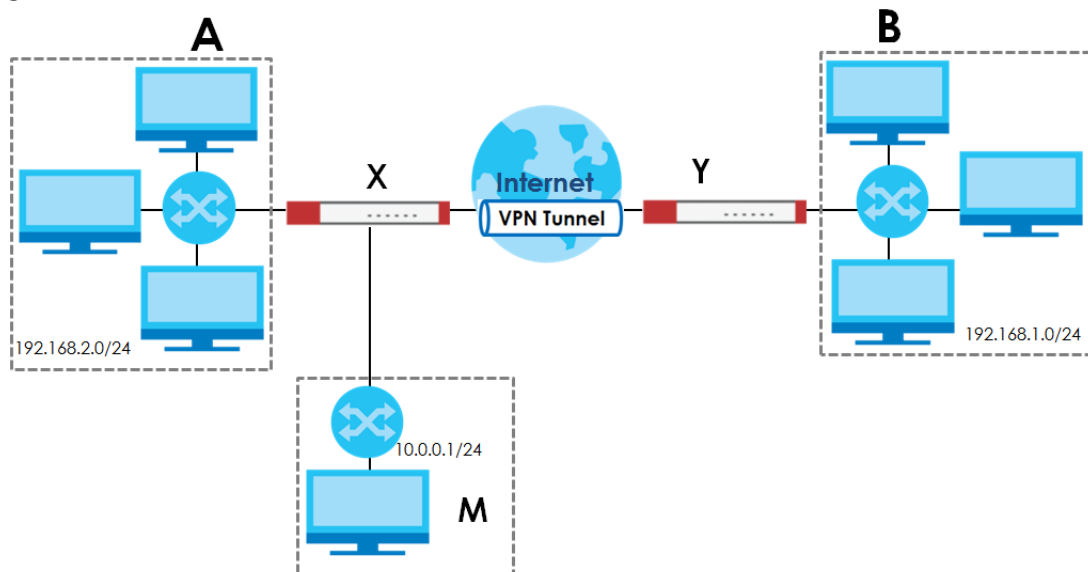 A
B
X
Internet
Y
VPN Tunnel
192.168.2.0/24
192.168.1.0/24
10.0.0.1/24
M